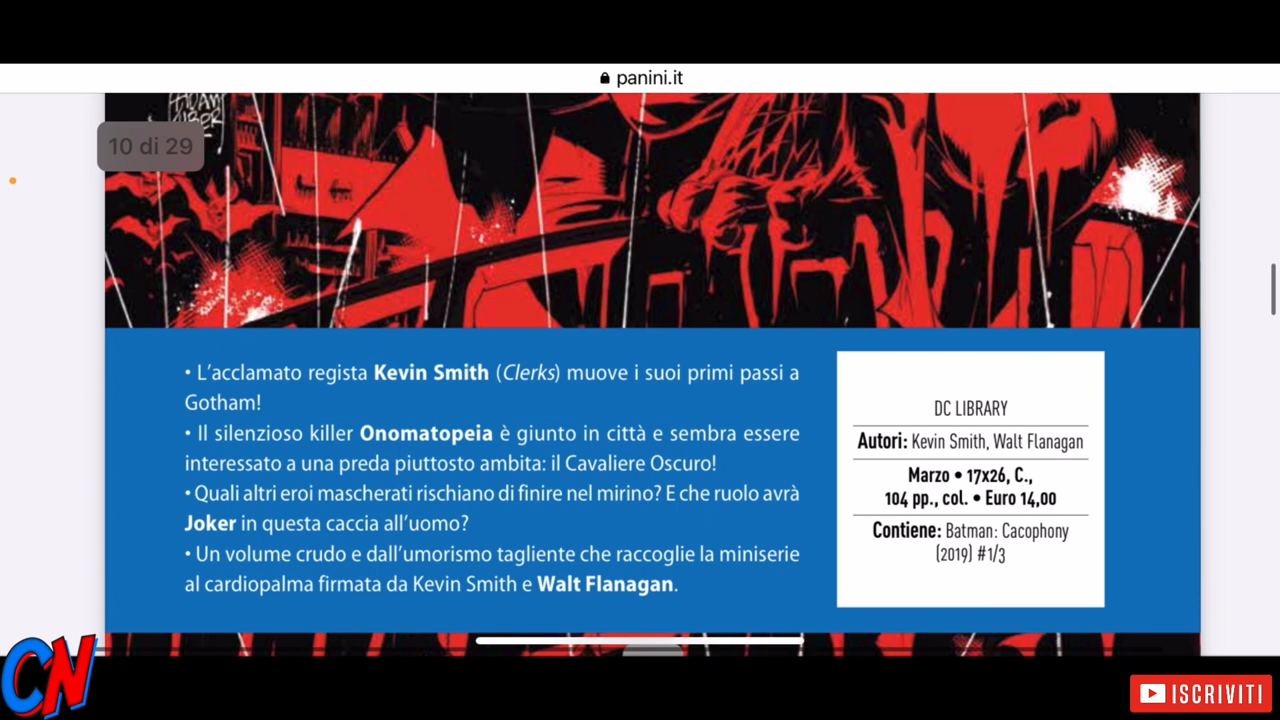 panini.it
ADAM
KUBER
10 di 29
• L'acclamato regista Kevin Smith (Clerks) muove i suoi primi passi a
Gotham!
• Il silenzioso killer Onomatopeia è giunto in città e sembra essere
interessato a una preda piuttosto ambita: il Cavaliere Oscuro!
• Quali altri eroi mascherati rischiano di finire nel mirino? E che ruolo avrà
Joker in questa caccia all'uomo?
• Un volume crudo e dall'umorismo tagliente che raccoglie la miniserie
al cardiopalma firmata da Kevin Smith e Walt Flanagan.
DC LIBRARY
Autori: Kevin Smith, Walt Flanagan
Marzo • 17x26, C.,
104 pp., col. • Euro 14,00
Contiene: Batman: Cacophony
(2019) #1/3
CN
ISCRIVITI